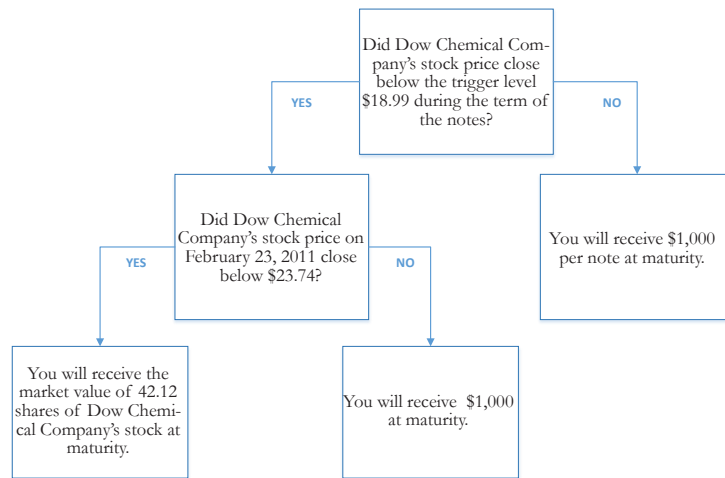 Did Dow Chemical Com-
pany's stock price close
below the trigger level
$18.99 during the term of
the notes?
YES
NO
Did Dow Chemical
Company's stock price on
February 23, 2011 close
below $23.74?
You will receive $1,000
per note at maturity.
YES
NO
You will receive the
market value of 42.12
shares of Dow Chemi-
cal Company's stock at
maturity.
You will receive $1,000
at maturity.